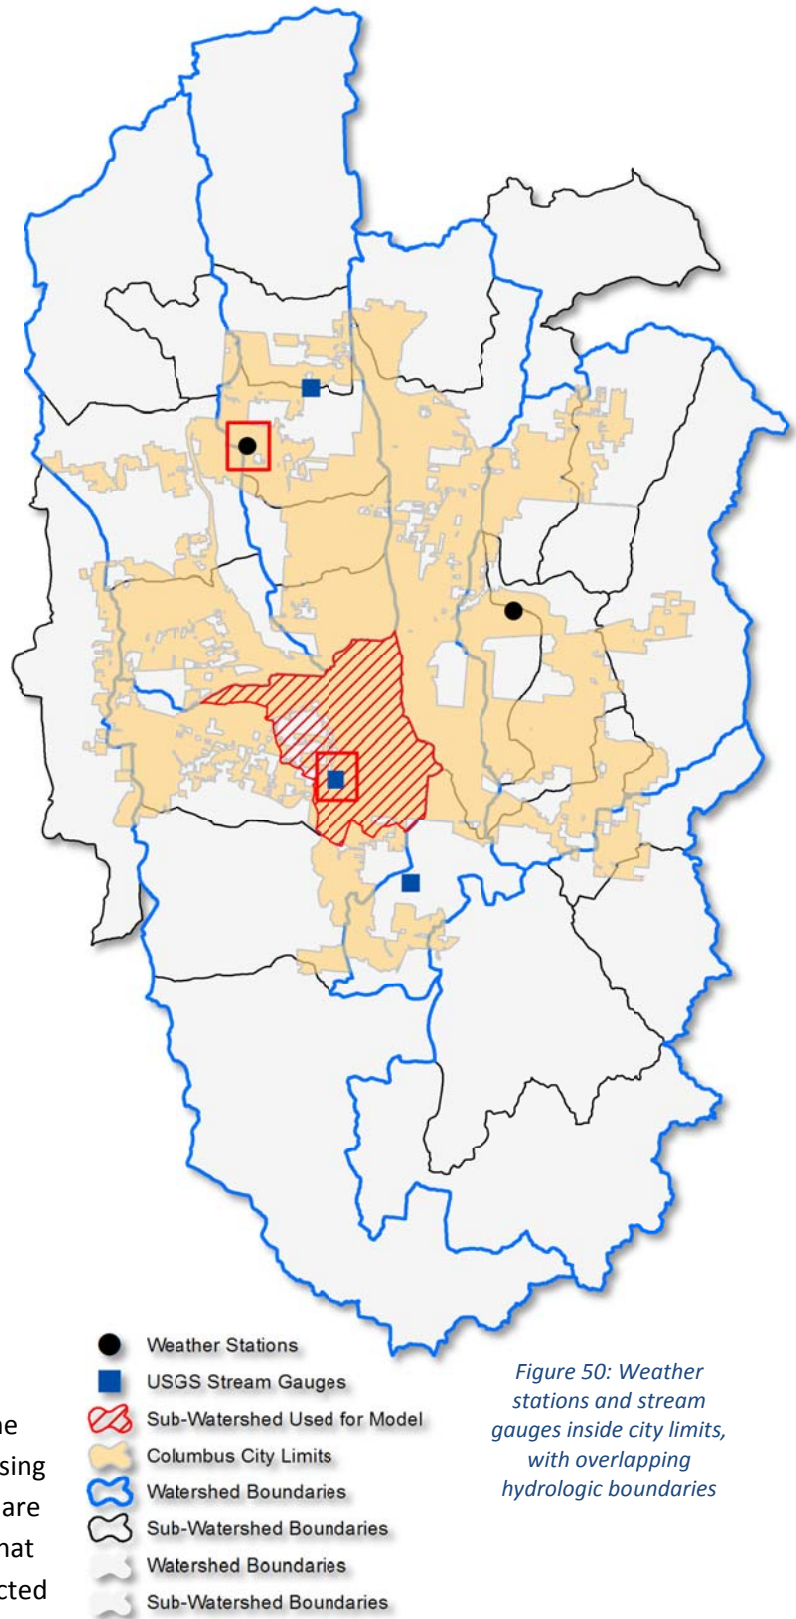 Weather Stations
USGS Stream Gauges
Sub-Watershed Used for Model
Columbus City Limits
Watershed Boundaries
Sub-Watershed Boundaries
Watershed Boundaries
Sub-Watershed Boundaries
Figure 50: Weather
stations and stream
gauges inside city limits,
with overlapping
hydrologic boundaries
are